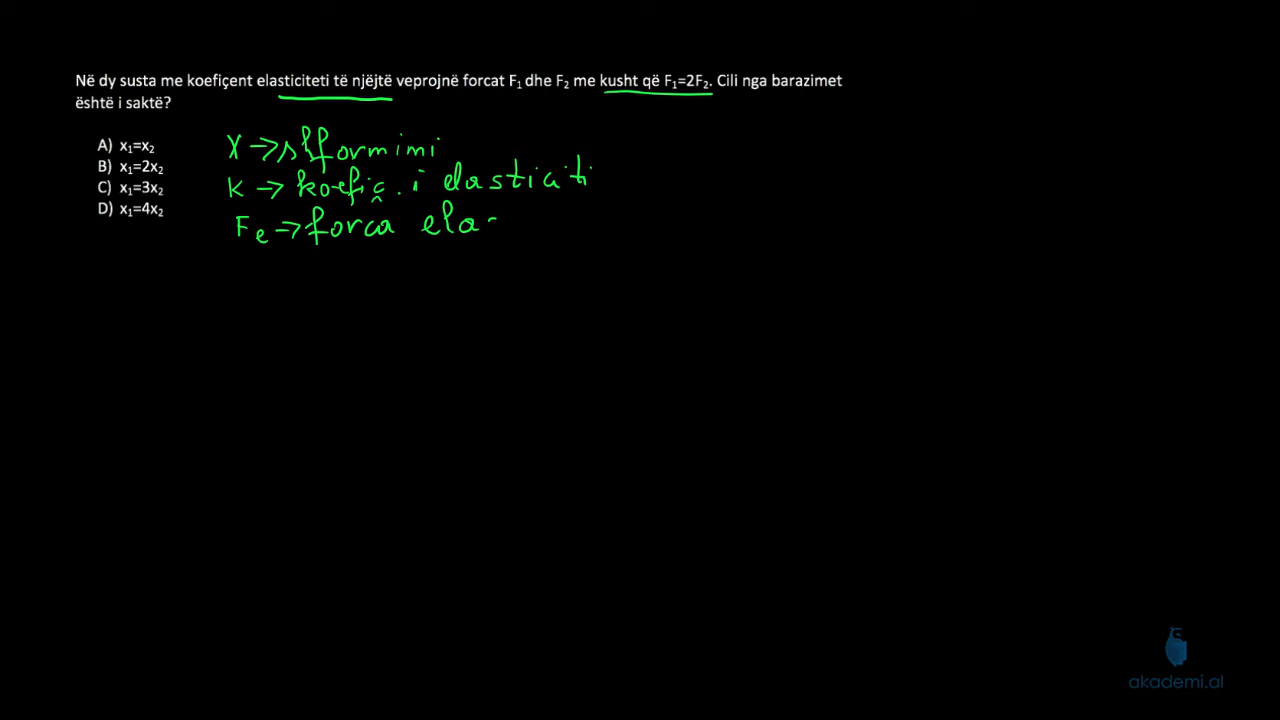 Në dy susta me koefiçent elasticiteti të njëjtë veprojnë forcat F₁ dhe F₂ me kusht që F₁=2F₂. Cili nga barazimet
është i saktë?
A) x₁=x₂
B) x₁=2x₂
C) x₁=3x₂
D) x₁=4x₂
X → shformimi
K → koefiç. i elasticiti
Fe → forca ela
akademi.al